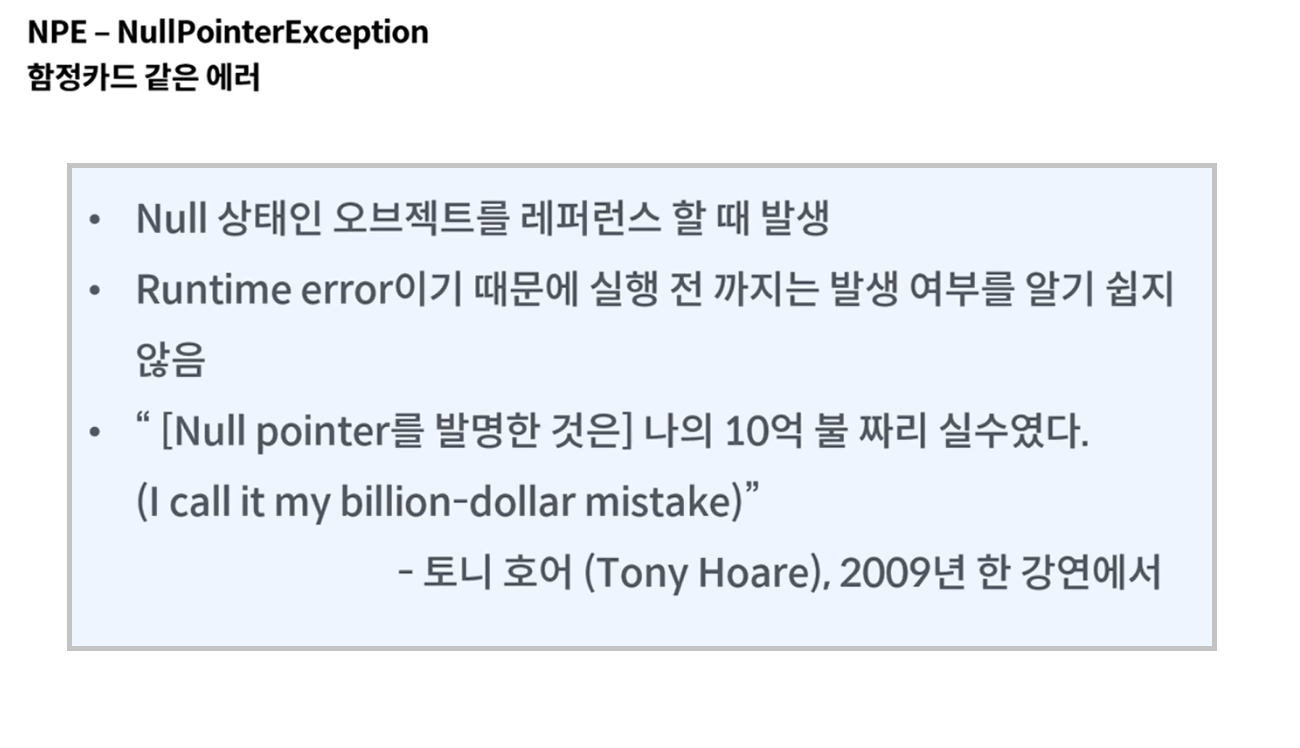 NPE – NullPointerException
함정카드 같은 에러
• Null 상태인 오브젝트를 레퍼런스 할 때 발생
• Runtime error이기 때문에 실행 전 까지는 발생 여부를 알기 쉽지
않음
• “ [Null pointer를 발명한 것은] 나의 10억 불 짜리 실수였다.
(I call it my billion-dollar mistake)”
- 토니 호어 (Tony Hoare), 2009년 한 강연에서